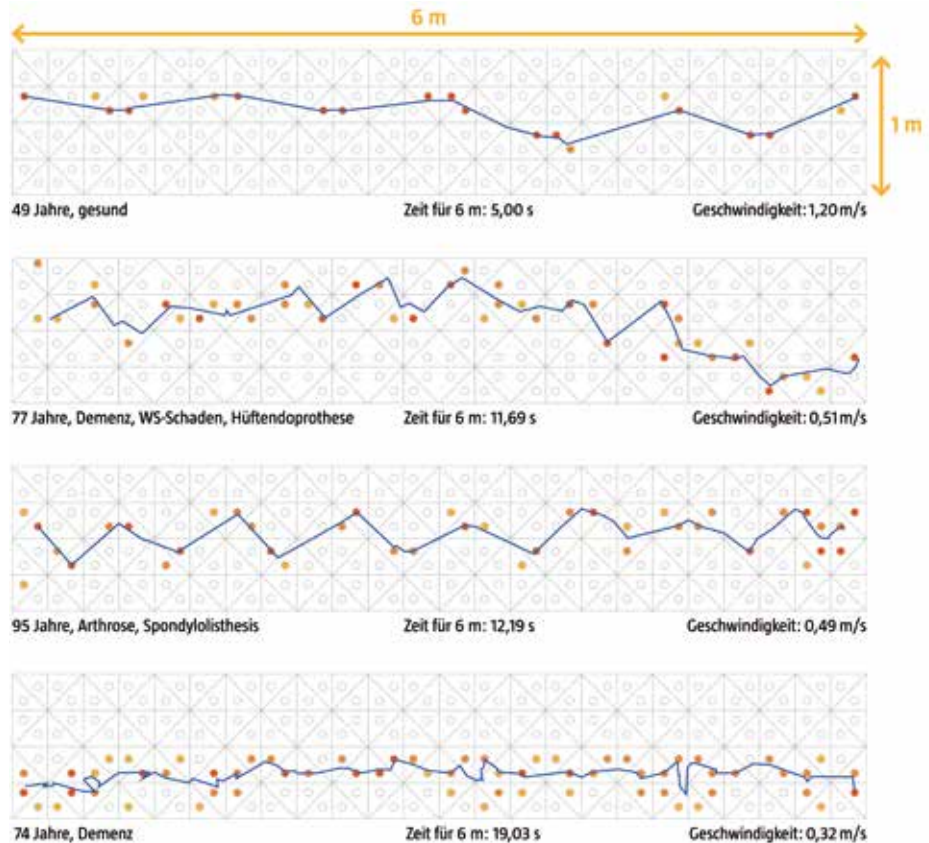 6 m
1 m
49 Jahre, gesund Zeit für 6 m: 5,00 s Geschwindigkeit: 1,20 m/s
77 Jahre, Demenz, WS-Schaden, Hüftendoprothese Zeit für 6 m: 11,69 s Geschwindigkeit: 0,51 m/s
95 Jahre, Arthrose, Spondylolisthesis Zeit für 6 m: 12,19 s Geschwindigkeit: 0,49 m/s
74 Jahre, Demenz Zeit für 6 m: 19,03 s Geschwindigkeit: 0,32 m/s